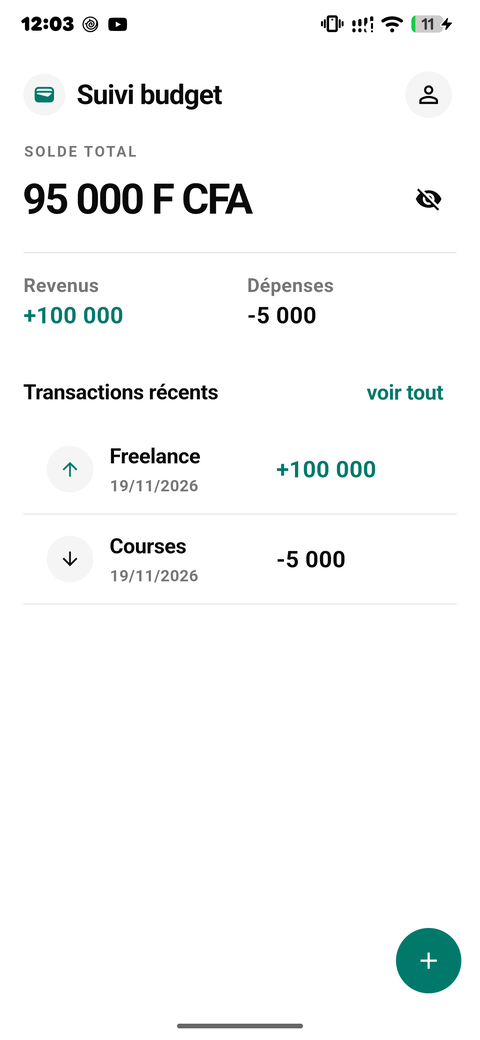 12:03
11
Suivi budget
SOLDE TOTAL
95 000 F CFA
Revenus Dépenses
+100 000 -5 000
Transactions récents voir tout
Freelance
19/11/2026
+100 000
Courses
19/11/2026
-5 000
+